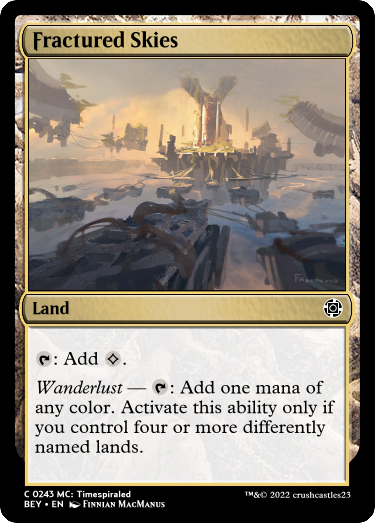 Fractured Skies
Land
: Add .
Wanderlust — : Add one mana of
any color. Activate this ability only if
you control four or more differently
named lands.
C 0243 MC: Timespiraled
BEY • EN Finnian MacManus
™&© 2022 crushcastles23